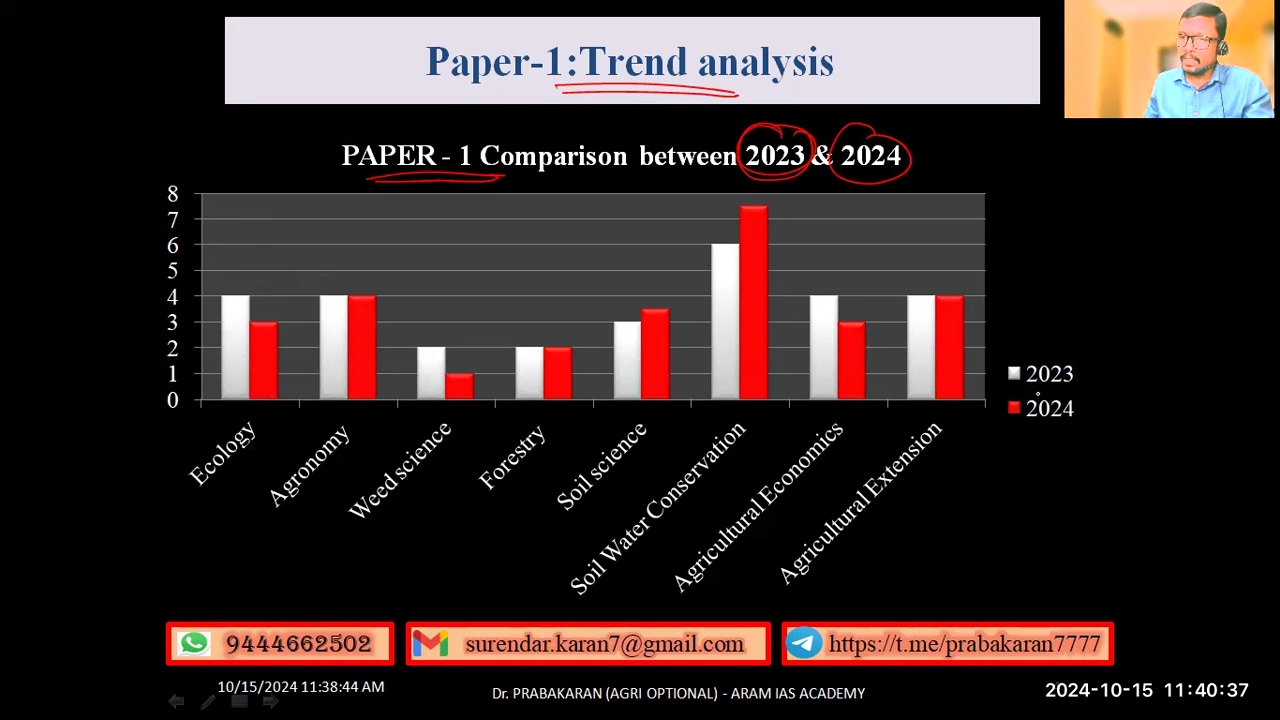 Paper-1:Trend analysis
PAPER - 1 Comparison between 2023 & 2024
8
7
6
5
4
3
2
1
0
Ecology
Agronomy
Weed science
Forestry
Soil science
Soil Water Conservation
Agricultural Economics
Agricultural Extension
2023
2024
9444662502
surendar.karan7@gmail.com
https://t.me/prabakaran7777
10/15/2024 11:38:44 AM
Dr. PRABAKARAN (AGRI OPTIONAL) - ARAM IAS ACADEMY
2024-10-15 11:40:37